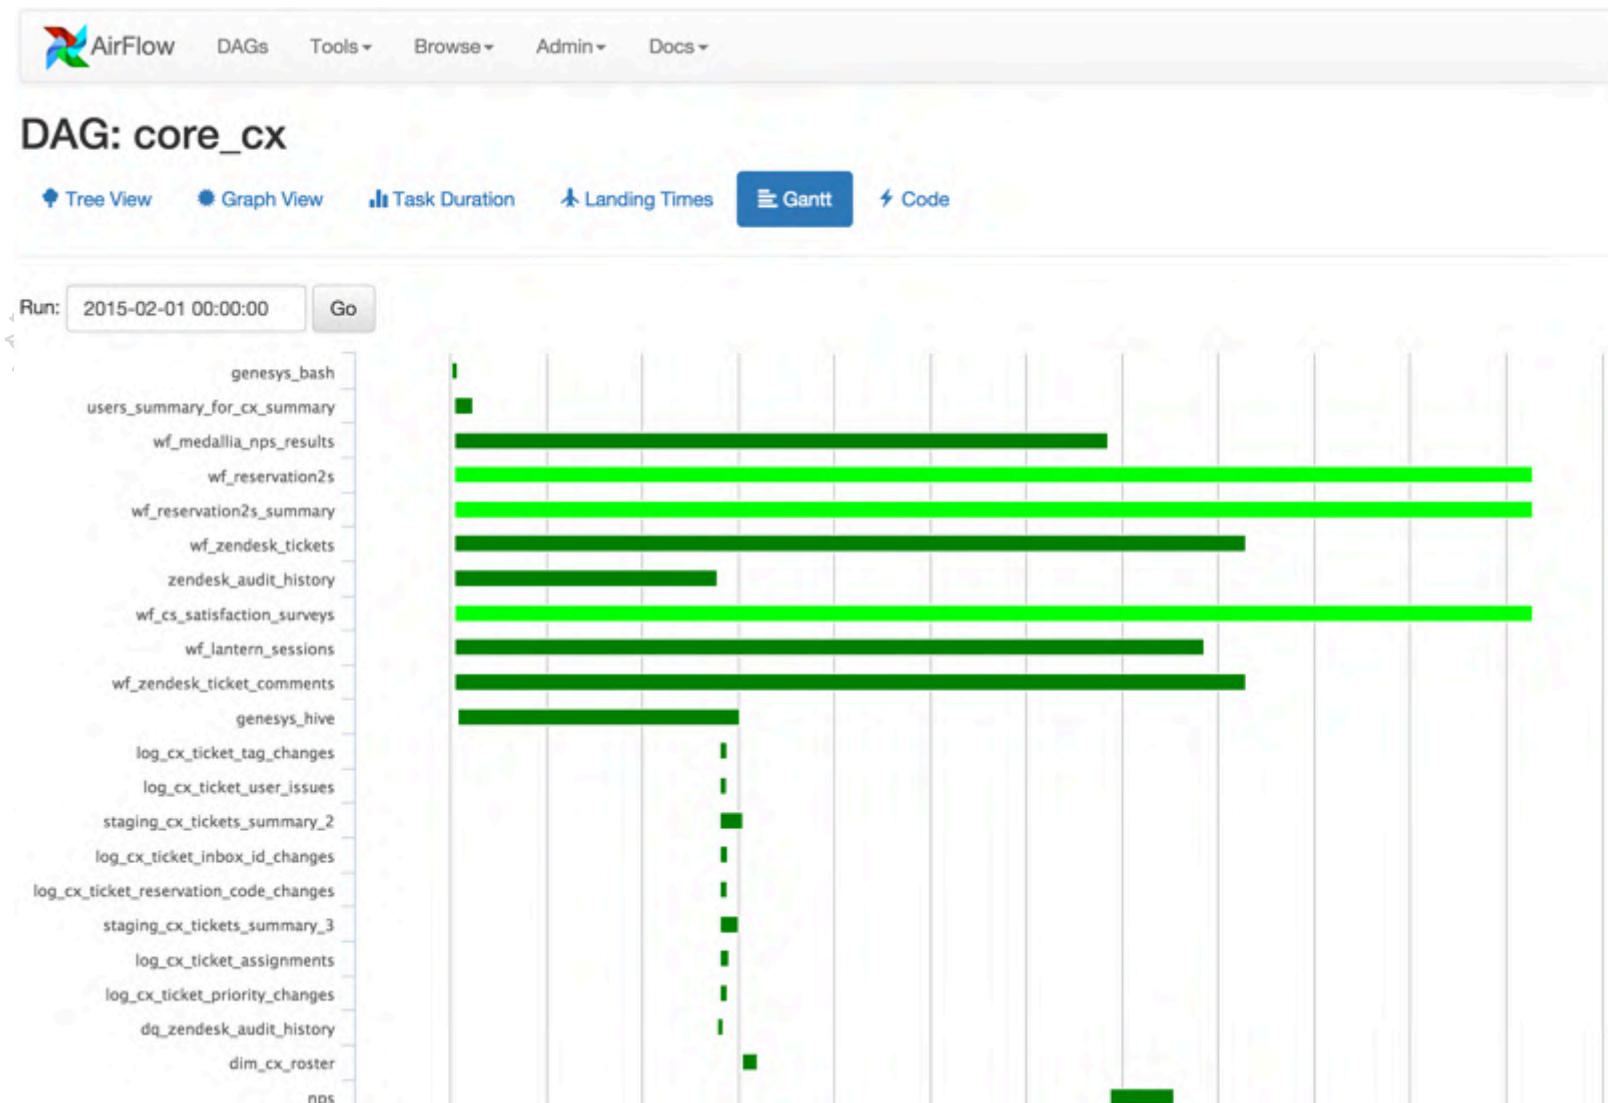 AirFlow DAGs Tools Browse Admin Docs
DAG: core_cx
Tree View Graph View Task Duration Landing Times Gantt Code
Run: 2015-02-01 00:00:00 Go
genesys_bash
users_summary_for_cx_summary
wf_medallia_nps_results
wf_reservation2s
wf_reservation2s_summary
wf_zendesk_tickets
zendesk_audit_history
wf_cs_satisfaction_surveys
wf_lantern_sessions
wf_zendesk_ticket_comments
genesys_hive
log_cx_ticket_tag_changes
log_cx_ticket_user_issues
staging_cx_tickets_summary_2
log_cx_ticket_inbox_id_changes
log_cx_ticket_reservation_code_changes
staging_cx_tickets_summary_3
log_cx_ticket_assignments
log_cx_ticket_priority_changes
dq_zendesk_audit_history
dim_cx_roster
nps